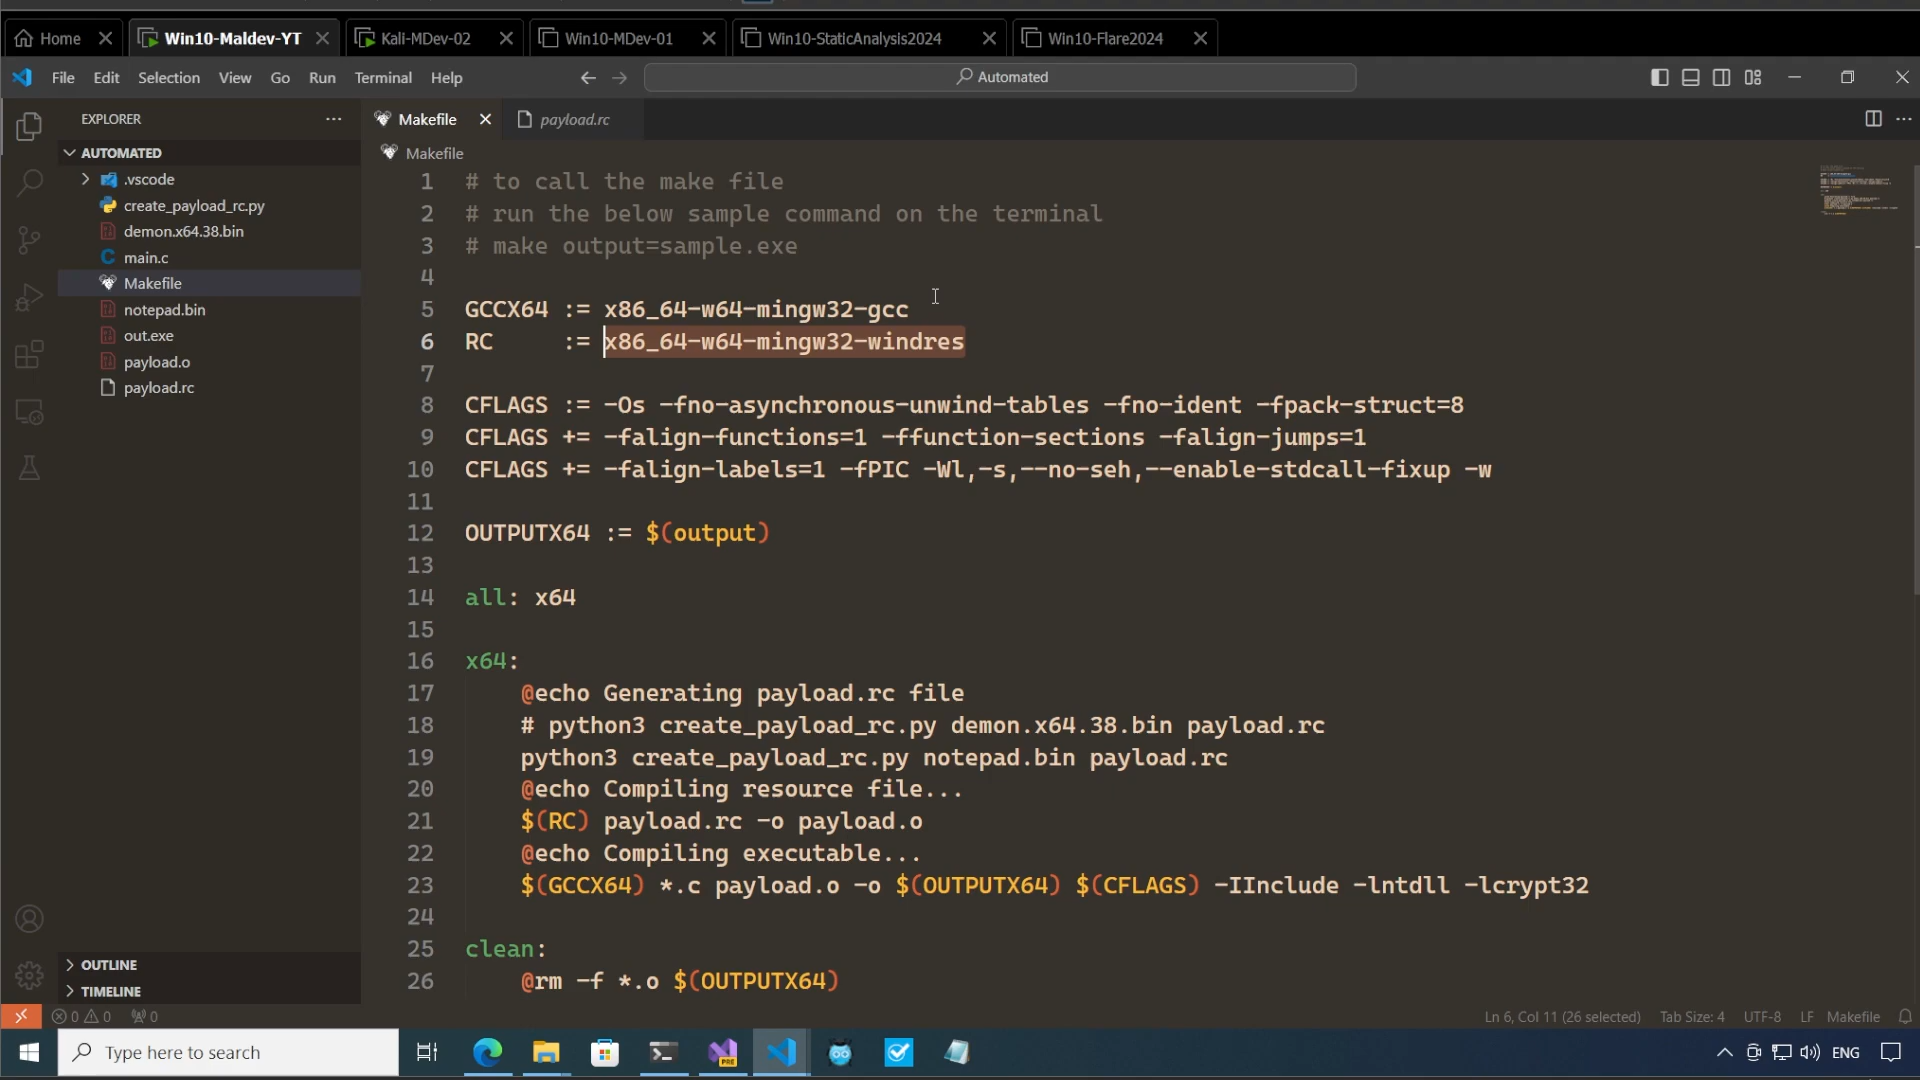 Home
Win10-Maldev-YT
Kali-MDev-02
Win10-MDev-01
Win10-StaticAnalysis2024
Win10-Flare2024
File Edit Selection View Go Run Terminal Help
Automated
EXPLORER
AUTOMATED
.vscode
create_payload_rc.py
demon.x64.38.bin
main.c
Makefile
notepad.bin
out.exe
payload.o
payload.rc
OUTLINE
TIMELINE
Makefile
payload.rc
Makefile
1 # to call the make file
2 # run the below sample command on the terminal
3 # make output=sample.exe
4
5 GCCX64 := x86_64-w64-mingw32-gcc
6 RC := x86_64-w64-mingw32-windres
7
8 CFLAGS := -Os -fno-asynchronous-unwind-tables -fno-ident -fpack-struct=8
9 CFLAGS += -falign-functions=1 -ffunction-sections -falign-jumps=1
10 CFLAGS += -falign-labels=1 -fPIC -Wl,-s,--no-seh,--enable-stdcall-fixup -w
11
12 OUTPUTX64 := $(output)
13
14 all: x64
15
16 x64:
17 @echo Generating payload.rc file
18 # python3 create_payload_rc.py demon.x64.38.bin payload.rc
19 python3 create_payload_rc.py notepad.bin payload.rc
20 @echo Compiling resource file...
21 $(RC) payload.rc -o payload.o
22 @echo Compiling executable...
23 $(GCCX64) *.c payload.o -o $(OUTPUTX64) $(CFLAGS) -IInclude -lntdll -lcrypt32
24
25 clean:
26 @rm -f *.o $(OUTPUTX64)
0 0 0
Ln 6, Col 11 (26 selected) Tab Size: 4 UTF-8 LF Makefile
Type here to search
PRE
ENG